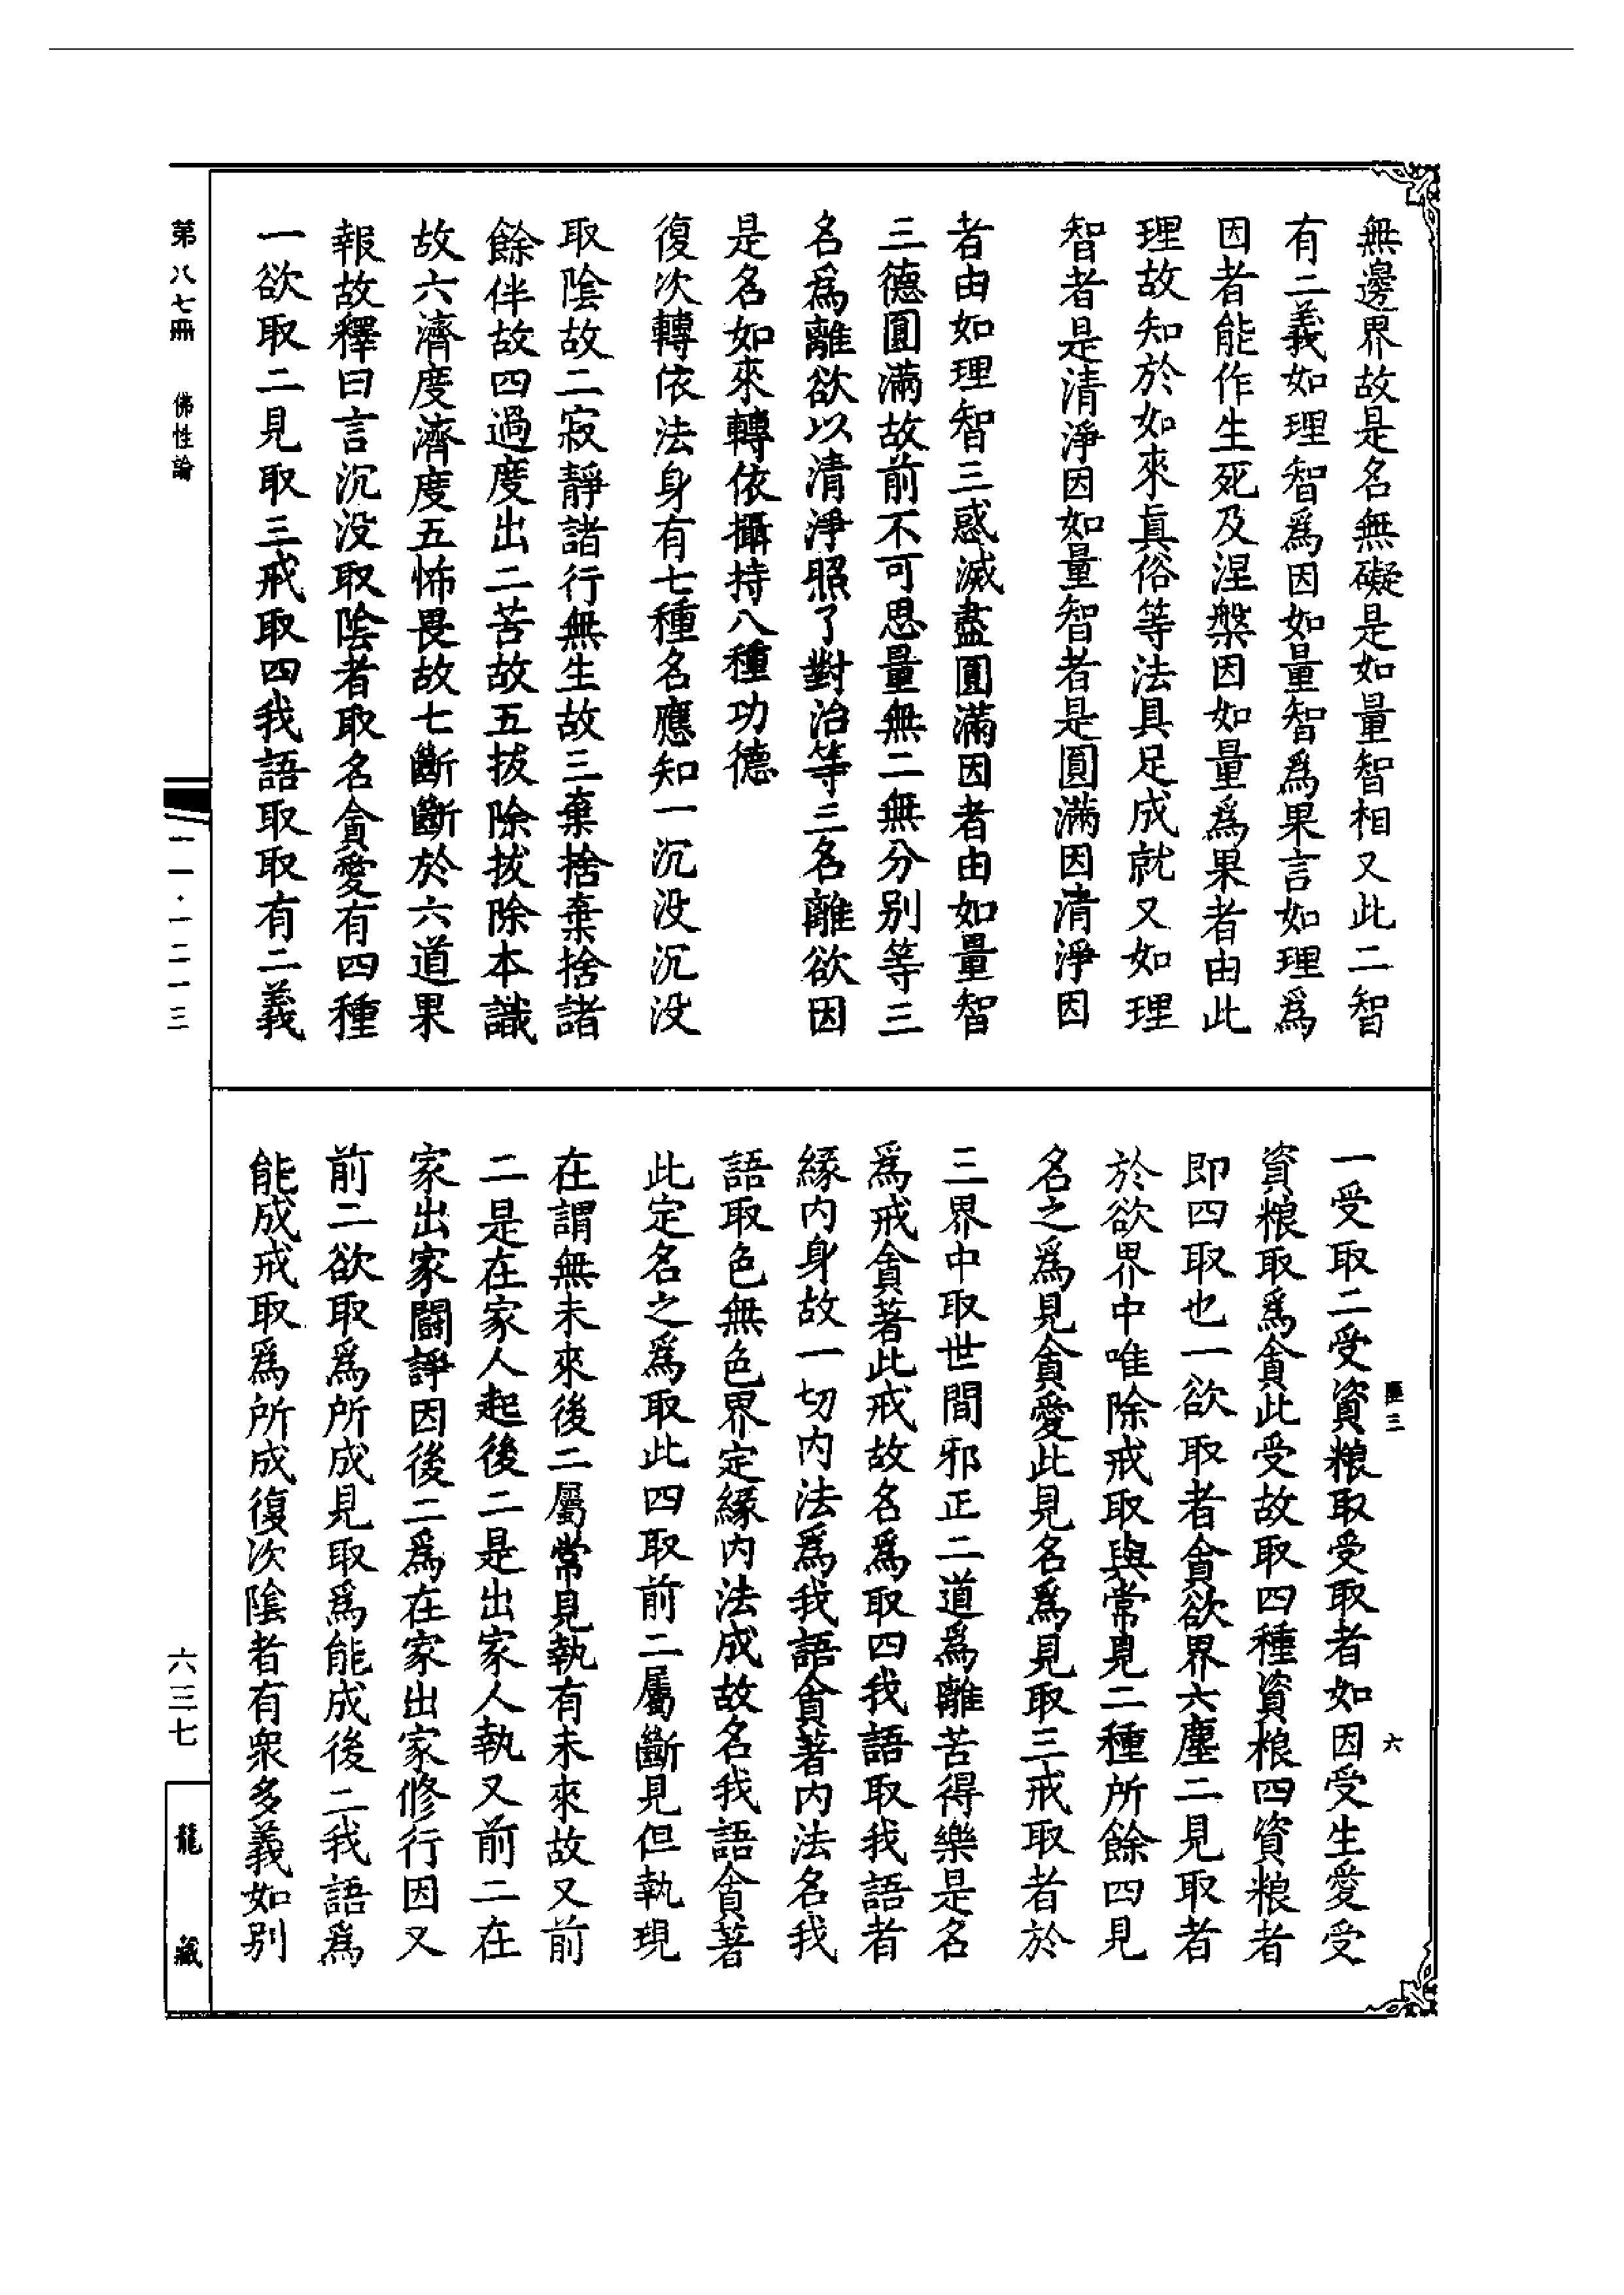 無邊界故是名無礙是如量智相又此二智
有二義如理智爲因如量智爲果言如理爲
因者能作生死及涅槃因如量爲果者由此
理故知於如來眞俗等法具足成就又如理
智者是清淨因如量智者是圓滿因清淨因
者由如理智三惑滅盡圓滿因者由如量智
三德圓滿故前不可思量無二無分別等三
名爲離欲以清淨照了對治等三名離欲因
是名如來轉依攝持八種功德
復次轉依法身有七種名應知一沉没沉没
取陰故二寂靜諸行無生故三棄捨棄捨諸
餘伴故四過度出二苦故五拔除拔除本識
故六濟度濟度五怖畏故七斷斷於六道果
報故釋曰言沉没取陰者取名貪愛有四種
一欲取二見取三戒取四我語取取有二義
一受取二受資粮取受取者如因受生愛受
資粮取爲貪此受故取四種資粮四資粮者
即四取也一欲取者貪欲界六塵二見取者
於欲界中唯除戒取與常見二種所餘四見
名之爲見貪愛此見名爲見取三戒取者於
三界中取世間邪正二道爲離苦得樂是名
爲戒貪著此戒故名爲取四我語取我語者
緣内身故一切内法爲我語貪著内法名我
語取色無色界定緣内法成故名我語貪著
此定名之爲取此四取前二屬斷見但執現
在謂無未來後二屬常見執有未來故又前
二是在家人起後二是出家人執又前二在
家出家鬭諍因後二爲在家出家修行因又
前二欲取爲所成見取爲能成後二我語爲
能成戒取爲所成復次陰者有衆多義如別
匪三
六
第八七冊
佛性論
一一·一二一三
六三七
龍藏